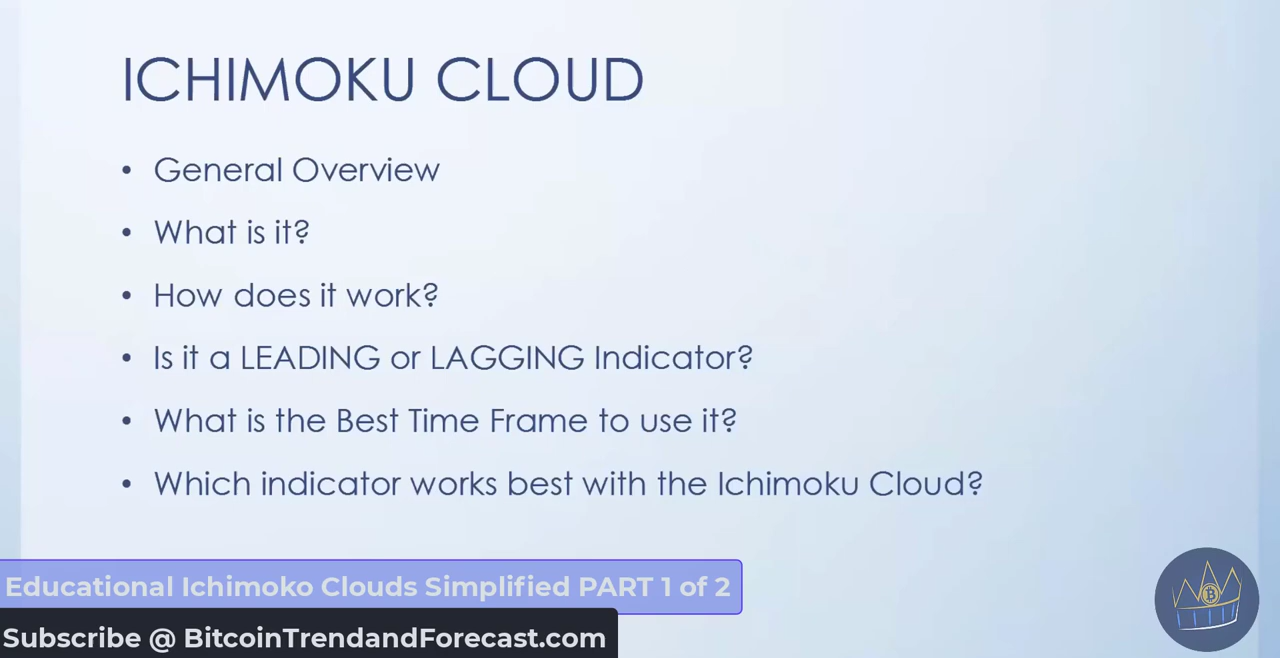 ICHIMOKU CLOUD
• General Overview
• What is it?
• How does it work?
• Is it a LEADING or LAGGING Indicator?
• What is the Best Time Frame to use it?
• Which indicator works best with the Ichimoku Cloud?
Educational Ichimoko Clouds Simplified PART 1 of 2
Subscribe @ BitcoinTrendandForecast.com